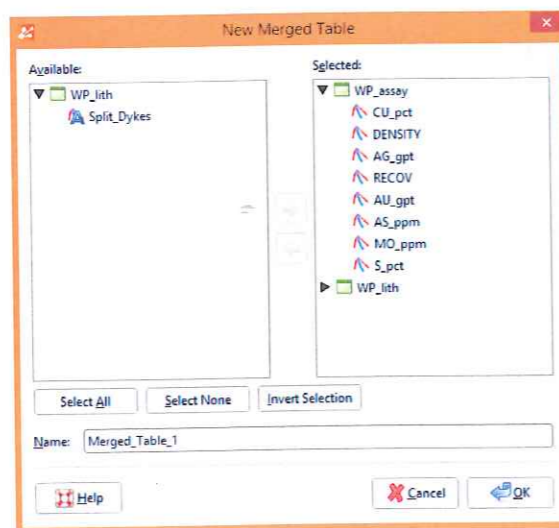 New Merged Table
Available:
WP_lith
Split_Dykes
Selected:
WP_assay
CU_pct
DENSITY
AG_gpt
RECOV
AU_gpt
AS_ppm
MO_ppm
S_pct
WP_lith
Select All
Select None
Invert Selection
Name: Merged_Table_1
Help
Cancel
OK